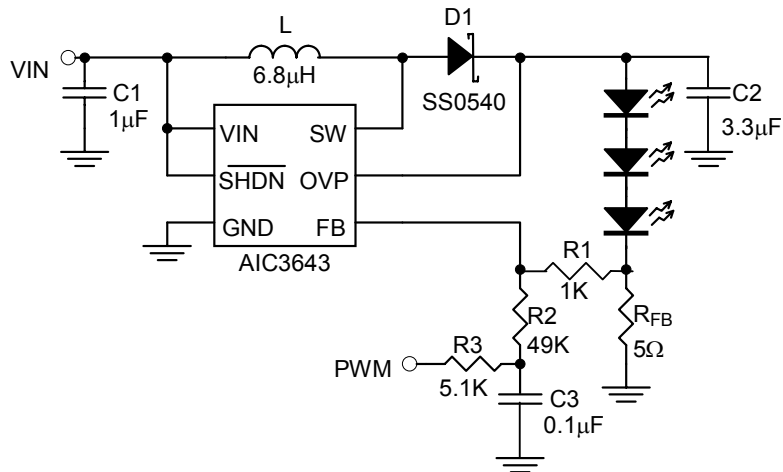 L
6.8µH
D1
SS0540
VIN
C1
1µF
C2
3.3µF
VIN
SW
SHDN
OVP
GND
FB
AIC3643
R1
1K
R2
49K
RFB
5Ω
PWM
R3
5.1K
C3
0.1µF